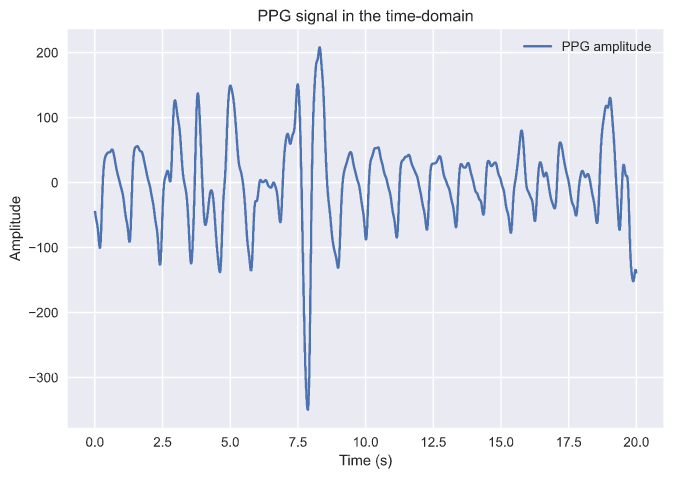 PPG signal in the time-domain
PPG amplitude
200
100
0
−100
−200
−300
Amplitude
0.0 2.5 5.0 7.5 10.0 12.5 15.0 17.5 20.0
Time (s)